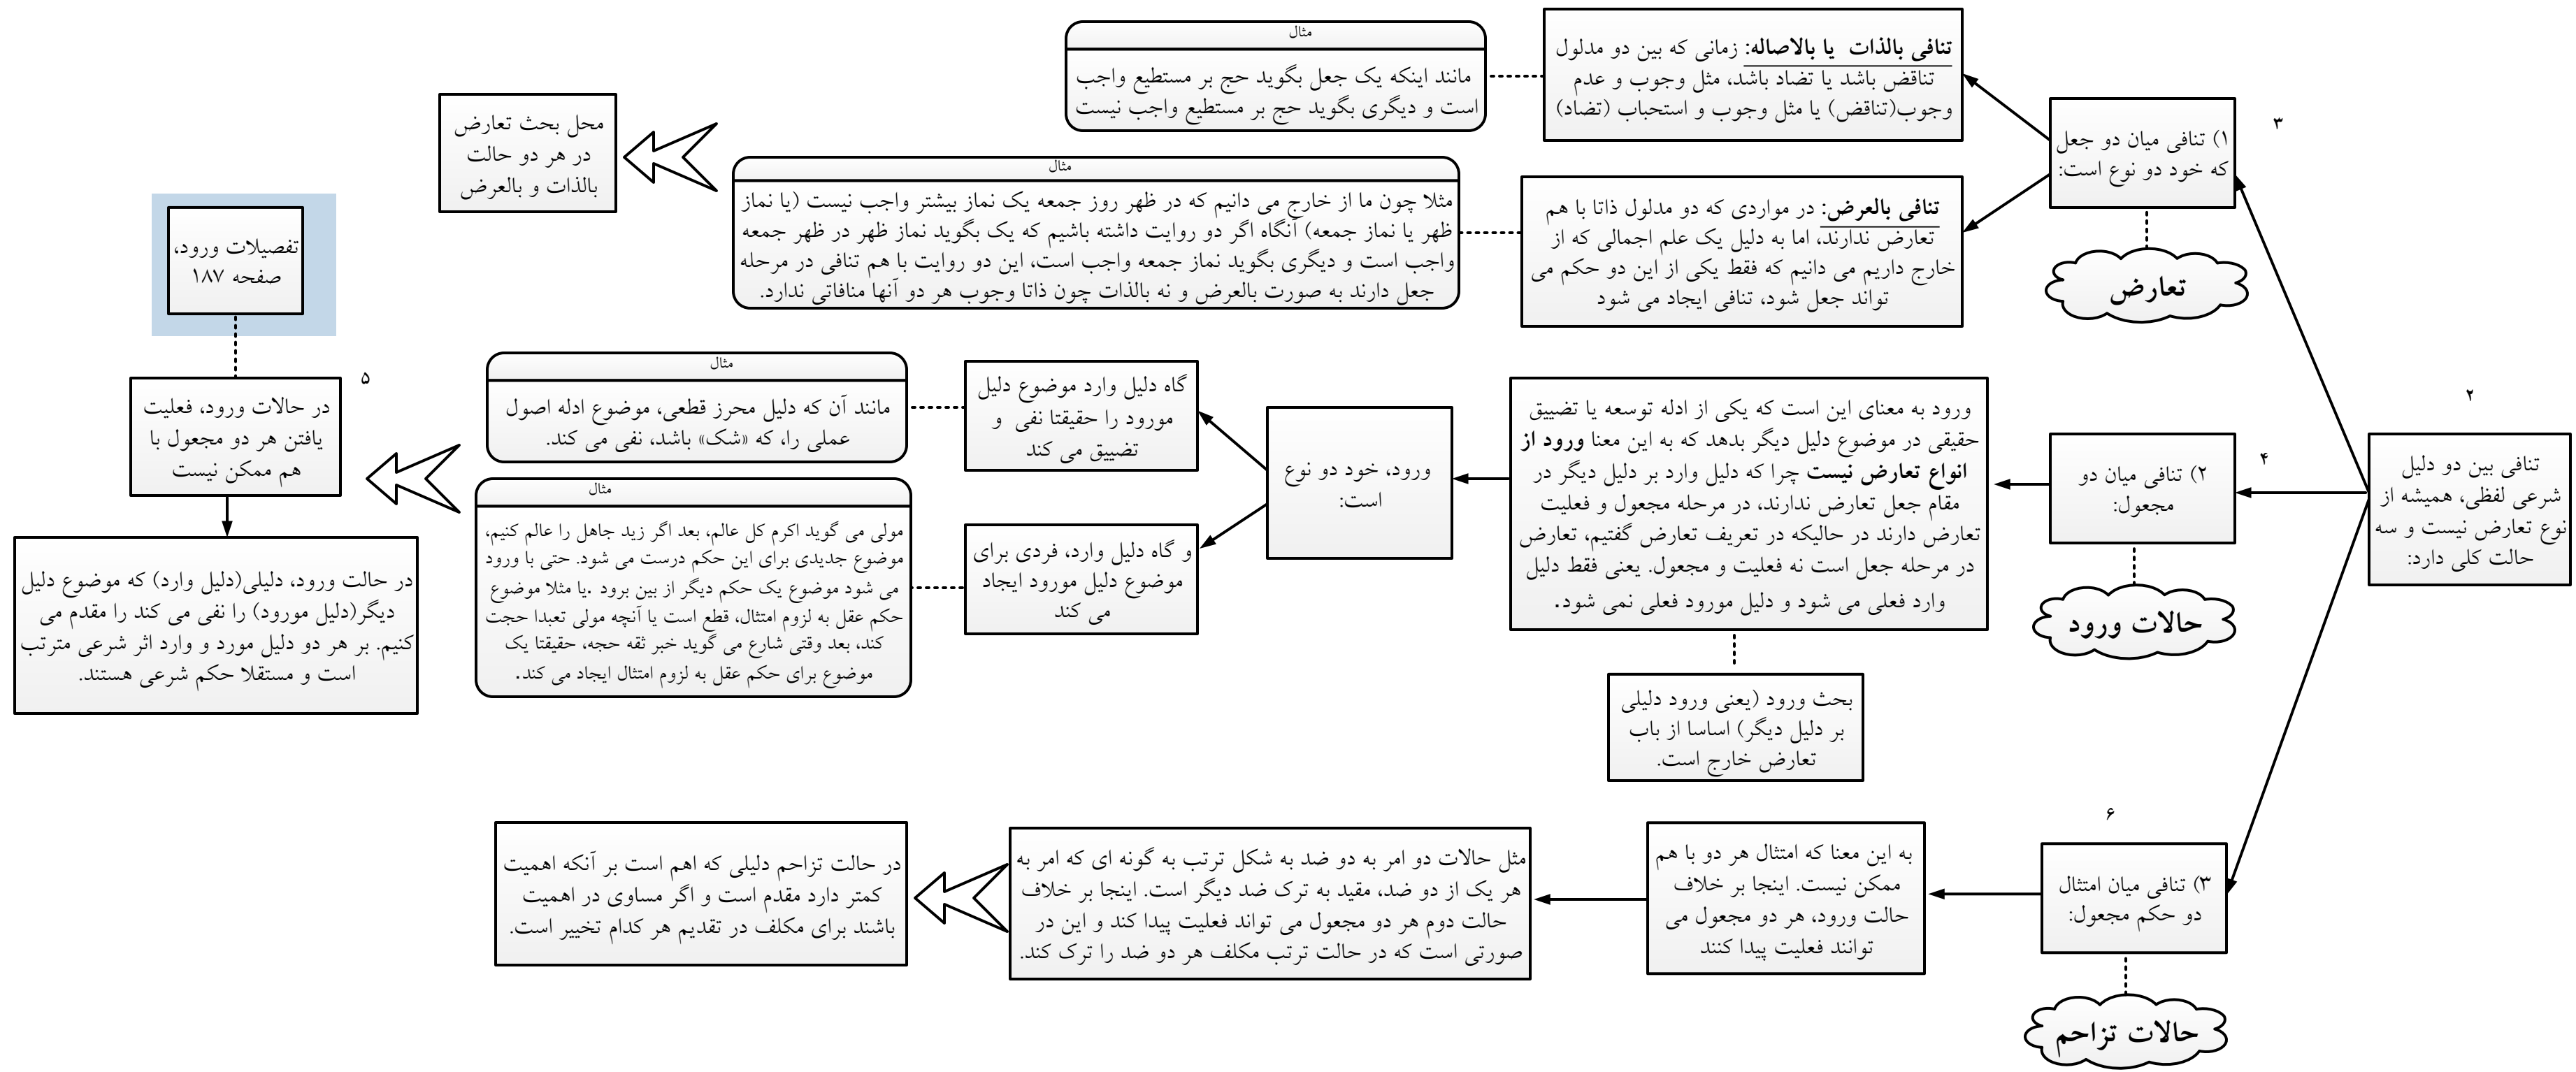 ۲
تنافی بین دو دلیل
شرعی لفظی، همیشه از
نوع تعارض نیست و سه
حالت کلی دارد:
۳
۱) تنافی میان دو جعل
که خود دو نوع است:
تعارض
تنافی بالذات یا بالاصاله: زمانی که بین دو مدلول
تناقض باشد یا تضاد باشد، مثل وجوب و عدم
وجوب(تناقض) یا مثل وجوب و استحباب (تضاد)
مثال
مانند اینکه یک جعل بگوید حج بر مستطیع واجب
است و دیگری بگوید حج بر مستطیع واجب نیست
تنافی بالعرض: در مواردی که دو مدلول ذاتا با هم
تعارض ندارند، اما به دلیل یک علم اجمالی که از
خارج داریم می دانیم که فقط یکی از این دو حکم می
تواند جعل شود، تنافی ایجاد می شود
مثال
مثلا چون ما از خارج می دانیم که در ظهر روز جمعه یک نماز بیشتر واجب نیست (یا نماز
ظهر یا نماز جمعه) آنگاه اگر دو روایت داشته باشیم که یک بگوید نماز ظهر در ظهر جمعه
واجب است و دیگری بگوید نماز جمعه واجب است، این دو روایت با هم تنافی در مرحله
جعل دارند به صورت بالعرض و نه بالذات چون ذاتا وجوب هر دو آنها منافاتی ندارد.
محل بحث تعارض
در هر دو حالت
بالذات و بالعرض
۴
۲) تنافی میان دو
مجعول:
حالات ورود
ورود به معنای این است که یکی از ادله توسعه یا تضییق
حقیقی در موضوع دلیل دیگر بدهد که به این معنا ورود از
انواع تعارض نیست چرا که دلیل وارد بر دلیل دیگر در
مقام جعل تعارض ندارند، در مرحله مجعول و فعلیت
تعارض دارند در حالیکه در تعریف تعارض گفتیم، تعارض
در مرحله جعل است نه فعلیت و مجعول. یعنی فقط دلیل
وارد فعلی می شود و دلیل مورود فعلی نمی شود.
بحث ورود (یعنی ورود دلیلی
بر دلیل دیگر) اساسا از باب
تعارض خارج است.
ورود، خود دو نوع
است:
گاه دلیل وارد موضوع دلیل
مورود را حقیقتا نفی و
تضییق می کند
مثال
مانند آن که دلیل محرز قطعی، موضوع ادله اصول
عملی را، که «شک» باشد، نفی می کند.
و گاه دلیل وارد، فردی برای
موضوع دلیل مورود ایجاد
می کند
مثال
مولی می گوید اکرم کل عالم، بعد اگر زید جاهل را عالم کنیم،
موضوع جدیدی برای این حکم درست می شود. حتی با ورود
می شود موضوع یک حکم دیگر از بین برود .یا مثلا موضوع
حکم عقل به لزوم امتثال، قطع است یا آنچه مولی تعبدا حجت
کند، بعد وقتی شارع می گوید خبر ثقه حجه، حقیقتا یک
موضوع برای حکم عقل به لزوم امتثال ایجاد می کند.
۵
در حالات ورود، فعلیت
یافتن هر دو مجعول با
هم ممکن نیست
تفصیلات ورود،
صفحه ۱۸۷
در حالت ورود، دلیلی(دلیل وارد) که موضوع دلیل
دیگر(دلیل مورود) را نفی می کند را مقدم می
کنیم. بر هر دو دلیل مورد و وارد اثر شرعی مترتب
است و مستقلا حکم شرعی هستند.
۶
۳) تنافی میان امتثال
دو حکم مجعول:
حالات تزاحم
به این معنا که امتثال هر دو با هم
ممکن نیست. اینجا بر خلاف
حالت ورود، هر دو مجعول می
توانند فعلیت پیدا کنند
مثل حالات دو امر به دو ضد به شکل ترتب به گونه ای که امر به
هر یک از دو ضد، مقید به ترک ضد دیگر است. اینجا بر خلاف
حالت دوم هر دو مجعول می تواند فعلیت پیدا کند و این در
صورتی است که در حالت ترتب مکلف هر دو ضد را ترک کند.
در حالت تزاحم دلیلی که اهم است بر آنکه اهمیت
کمتر دارد مقدم است و اگر مساوی در اهمیت
باشند برای مکلف در تقدیم هر کدام تخییر است.